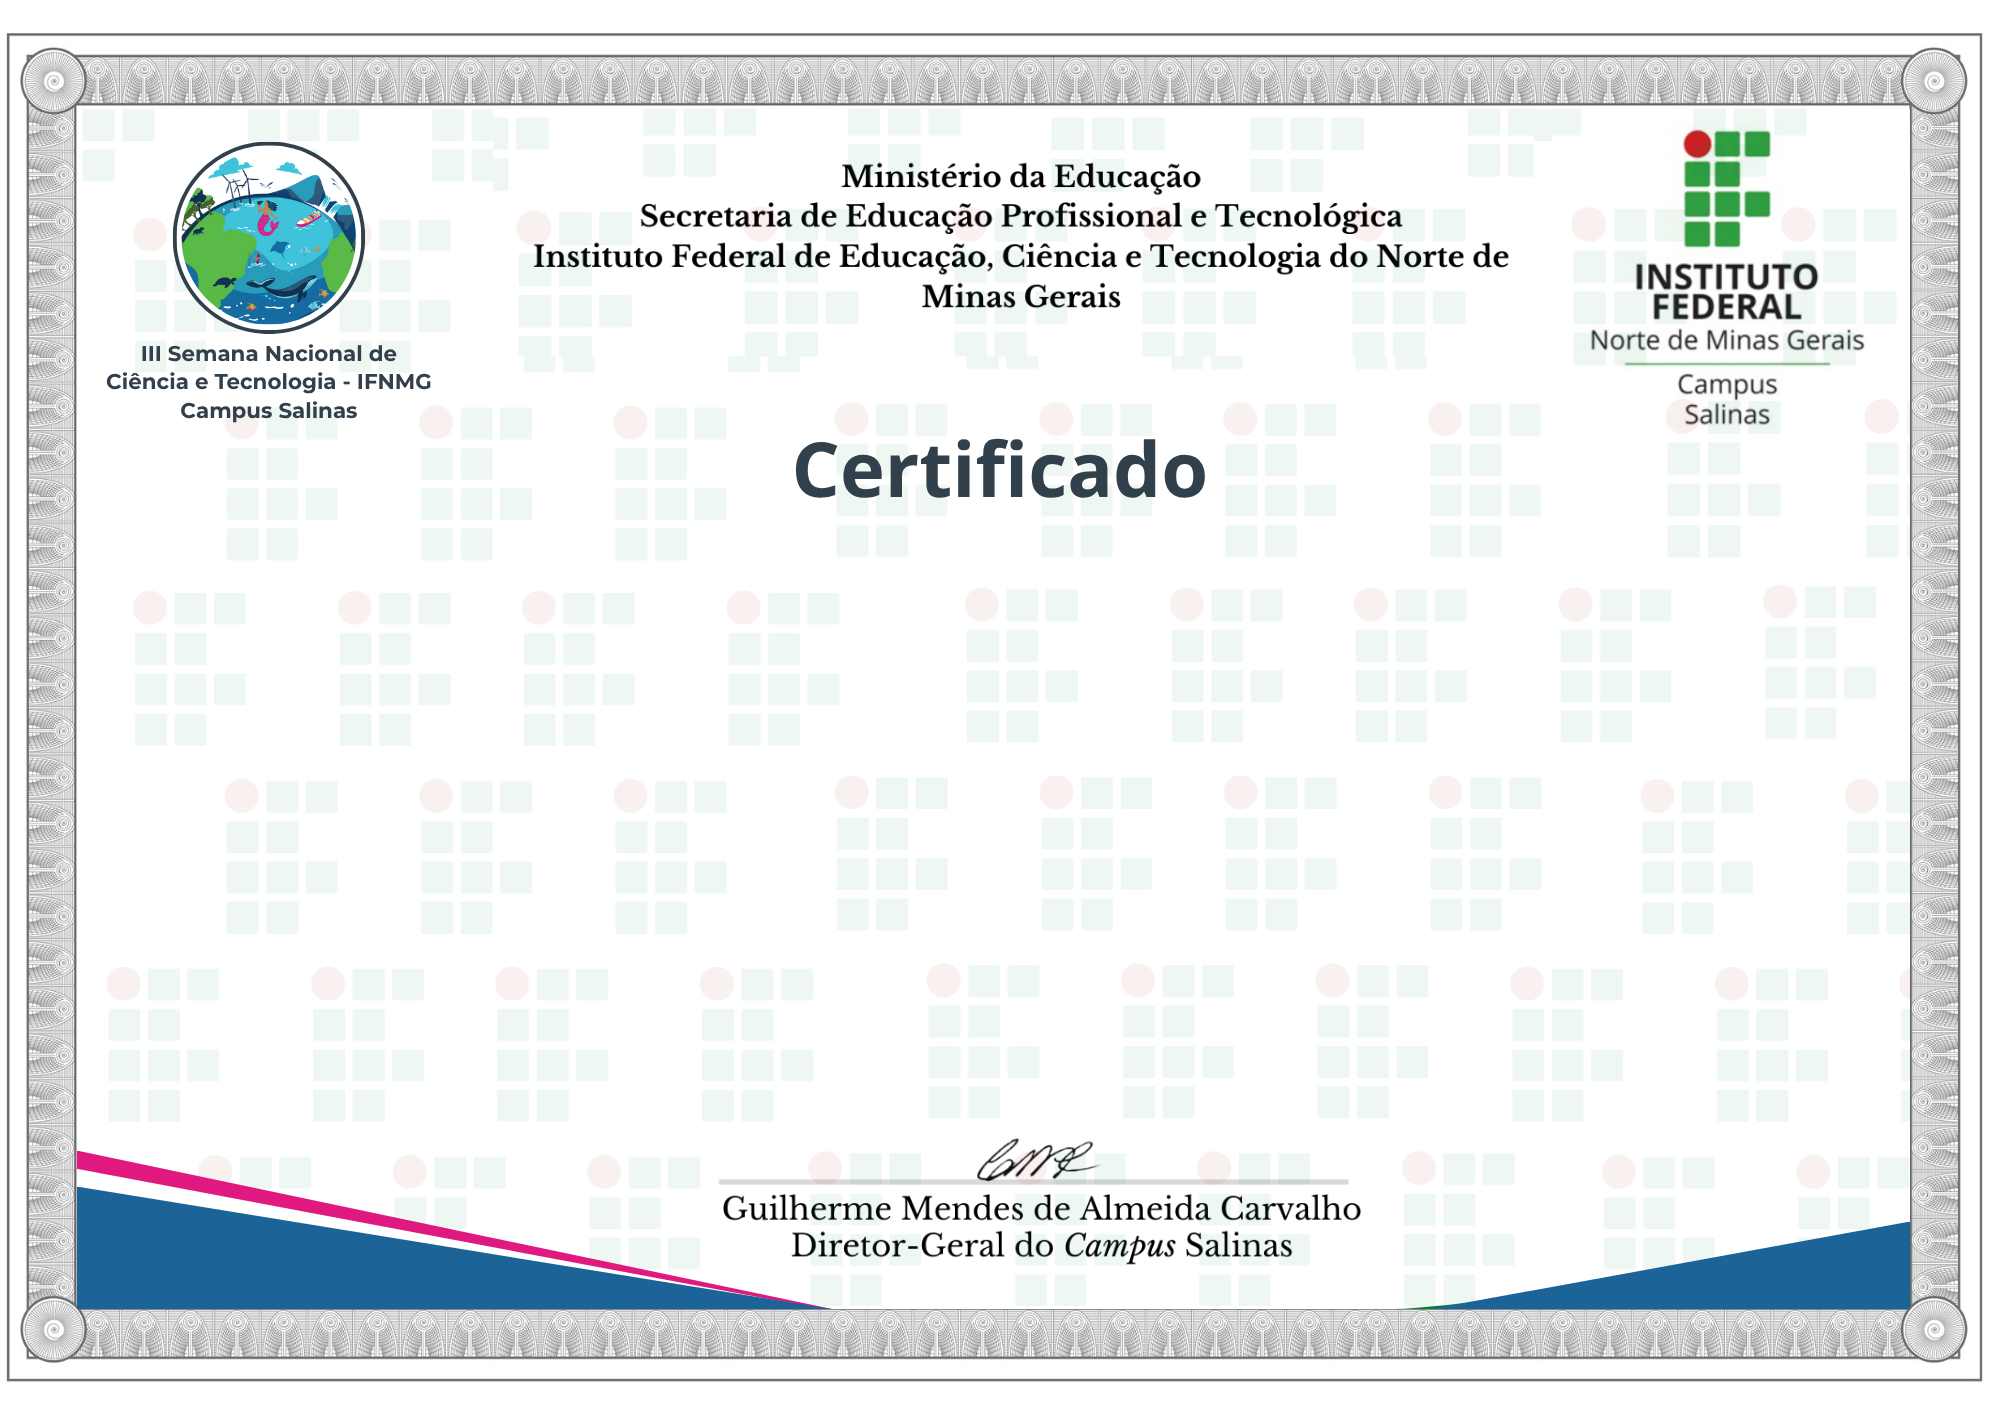 Ministério da Educação
Secretaria de Educação Profissional e Tecnológica
Instituto Federal de Educação, Ciência e Tecnologia do Norte de
Minas Gerais
III Semana Nacional de
Ciência e Tecnologia - IFNMG
Campus Salinas
INSTITUTO
FEDERAL
Norte de Minas Gerais
Campus
Salinas
Certificado
Guilherme Mendes de Almeida Carvalho
Diretor-Geral do Campus Salinas